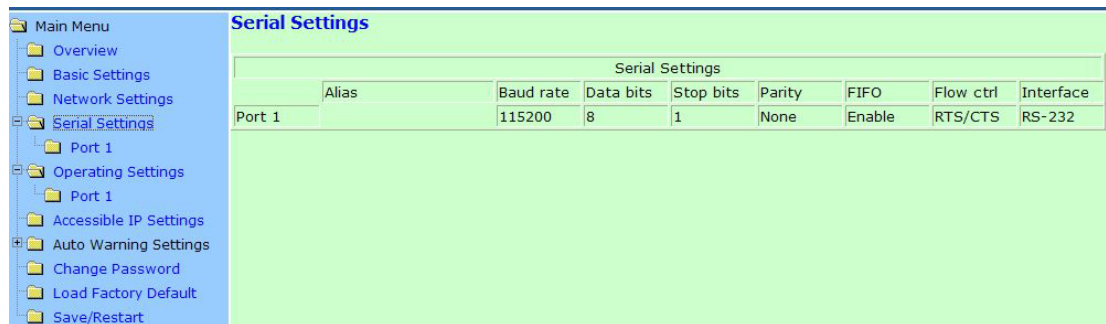 Main Menu
Overview
Basic Settings
Network Settings
Serial Settings
Port 1
Operating Settings
Port 1
Accessible IP Settings
Auto Warning Settings
Change Password
Load Factory Default
Save/Restart
Serial Settings
Serial Settings
Alias Baud rate Data bits Stop bits Parity FIFO Flow ctrl Interface
Port 1 115200 8 1 None Enable RTS/CTS RS-232